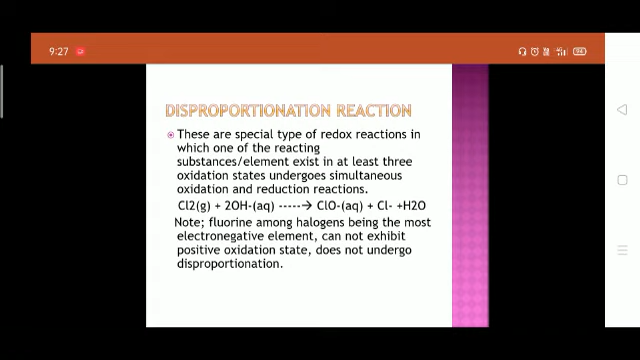 9:27
94
DISPROPORTIONATION REACTION
These are special type of redox reactions in
which one of the reacting
substances/element exist in at least three
oxidation states undergoes simultaneous
oxidation and reduction reactions.
Cl2(g) + 2OH-(aq) -----→ ClO-(aq) + Cl- +H2O
Note; fluorine among halogens being the most
electronegative element, can not exhibit
positive oxidation state, does not undergo
disproportionation.